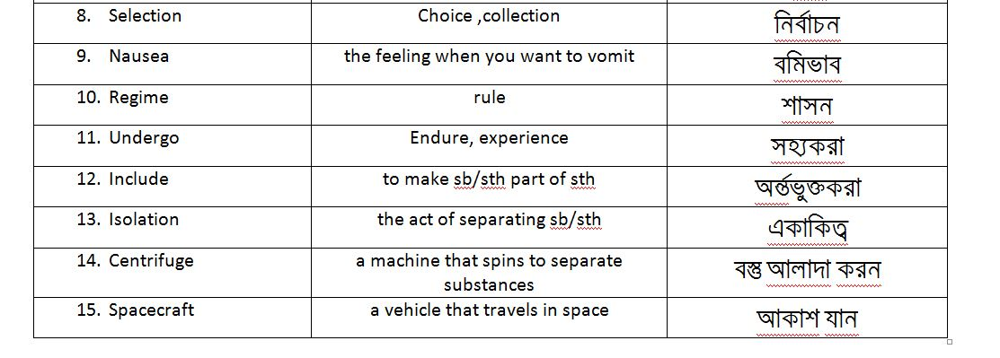 8. Selection Choice ,collection নির্বাচন
9. Nausea the feeling when you want to vomit বমিভাব
10. Regime rule শাসন
11. Undergo Endure, experience সহ্যকরা
12. Include to make sb/sth part of sth অর্ন্তভুক্তকরা
13. Isolation the act of separating sb/sth একাকিত্ব
14. Centrifuge a machine that spins to separate
substances বস্তু আলাদা করন
15. Spacecraft a vehicle that travels in space আকাশ যান